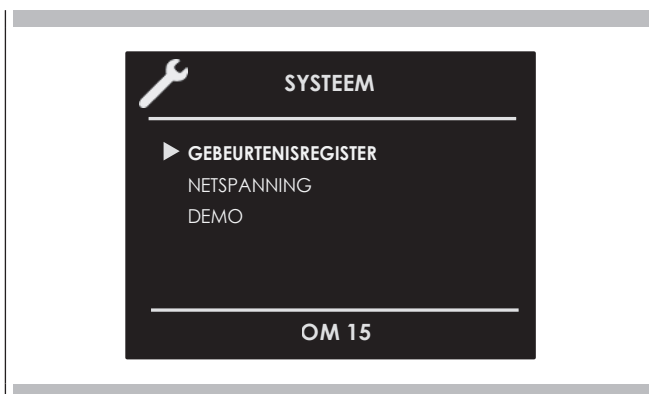 SYSTEEM
GEBEURTENISREGISTER
NETSPANNING
DEMO
OM 15